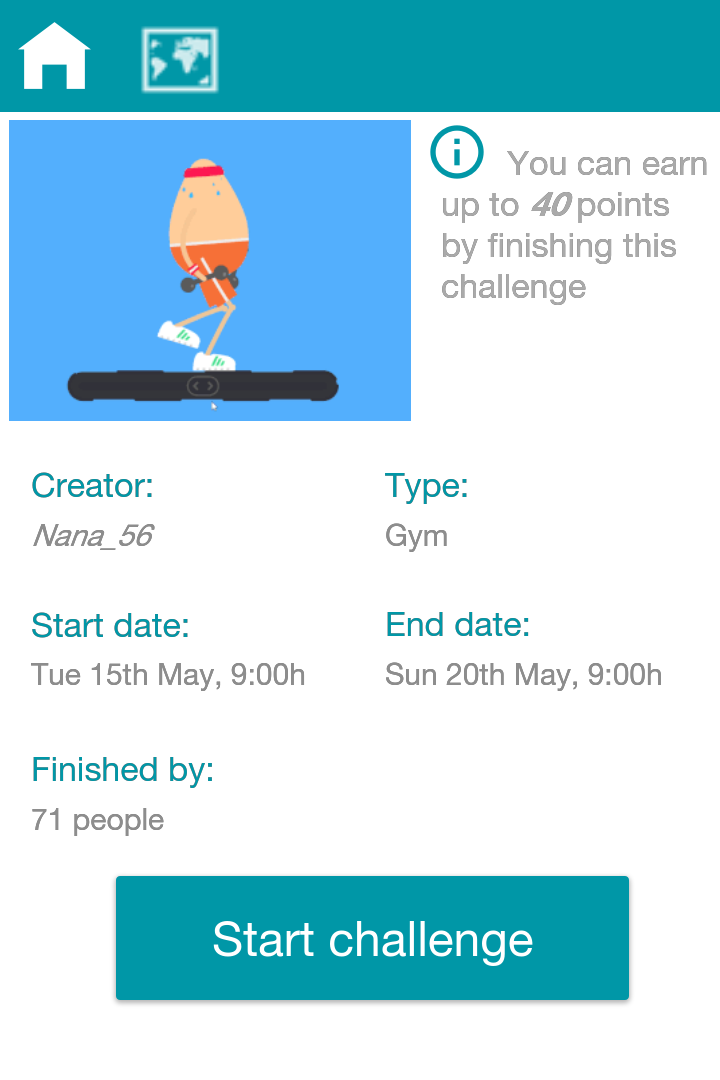 You can earn
up to 40 points
by finishing this
challenge
Creator:
Nana_56
Type:
Gym
Start date:
Tue 15th May, 9:00h
End date:
Sun 20th May, 9:00h
Finished by:
71 people
Start challenge